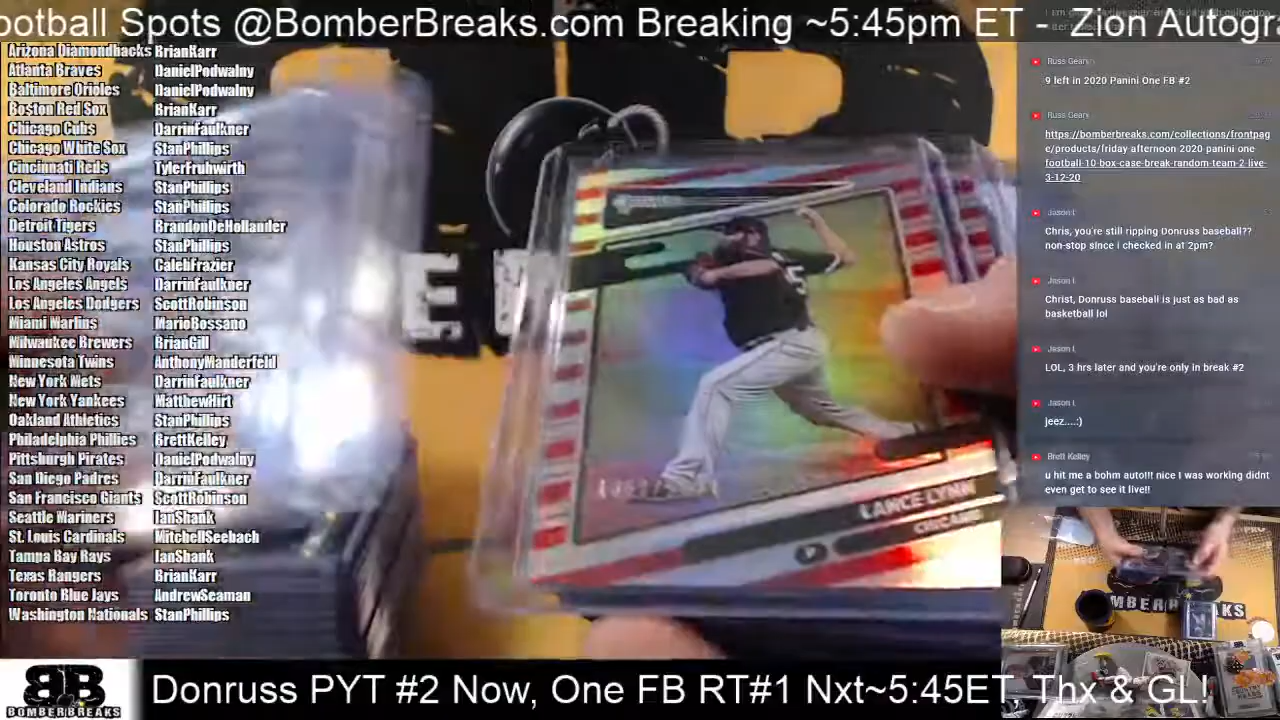 ootball Spots @BomberBreaks.com Breaking ~5:45pm ET - Zion Autogra
Arizona Diamondbacks BrianKarr
Atlanta Braves DanielPodwalny
Baltimore Orioles DanielPodwalny
Boston Red Sox BrianKarr
Chicago Cubs DarrinFaulkner
Chicago White Sox StanPhillips
Cincinnati Reds TylerFruhwirth
Cleveland Indians StanPhillips
Colorado Rockies StanPhillips
Detroit Tigers BrandonDeHollander
Houston Astros StanPhillips
Kansas City Royals CalebFrazier
Los Angeles Angels DarrinFaulkner
Los Angeles Dodgers ScottRobinson
Miami Marlins MarioRossano
Milwaukee Brewers BrianGill
Minnesota Twins AnthonyManderfeld
New York Mets DarrinFaulkner
New York Yankees MatthewHirt
Oakland Athletics StanPhillips
Philadelphia Phillies BrettKelley
Pittsburgh Pirates DanielPodwalny
San Diego Padres DarrinFaulkner
San Francisco Giants ScottRobinson
Seattle Mariners IanShank
St. Louis Cardinals MitchellSeebach
Tampa Bay Rays IanShank
Texas Rangers BrianKarr
Toronto Blue Jays AndrewSeaman
Washington Nationals StanPhillips
LANCE LYNN
CHICAGO
Russ Geary
9 left in 2020 Panini One FB #2
Russ Geary
https://bomberbreaks.com/collections/frontpag
e/products/friday afternoon 2020 panini one
football-10 box-case-break-random-team-2-live-
3-12-20
Jason L
Chris, you're still ripping Donruss baseball??
non-stop since i checked in at 2pm?
Jason L
Christ, Donruss baseball is just as bad as
basketball lol
Jason L
LOL, 3 hrs later and you're only in break #2
Jason L
jeez....:)
Brett Kelley
u hit me a bohm auto!!! nice I was working didnt
even get to see it live!!
BOMBERBREAKS
Donruss PYT #2 Now, One FB RT#1 Nxt~5:45ET. Thx & GL!